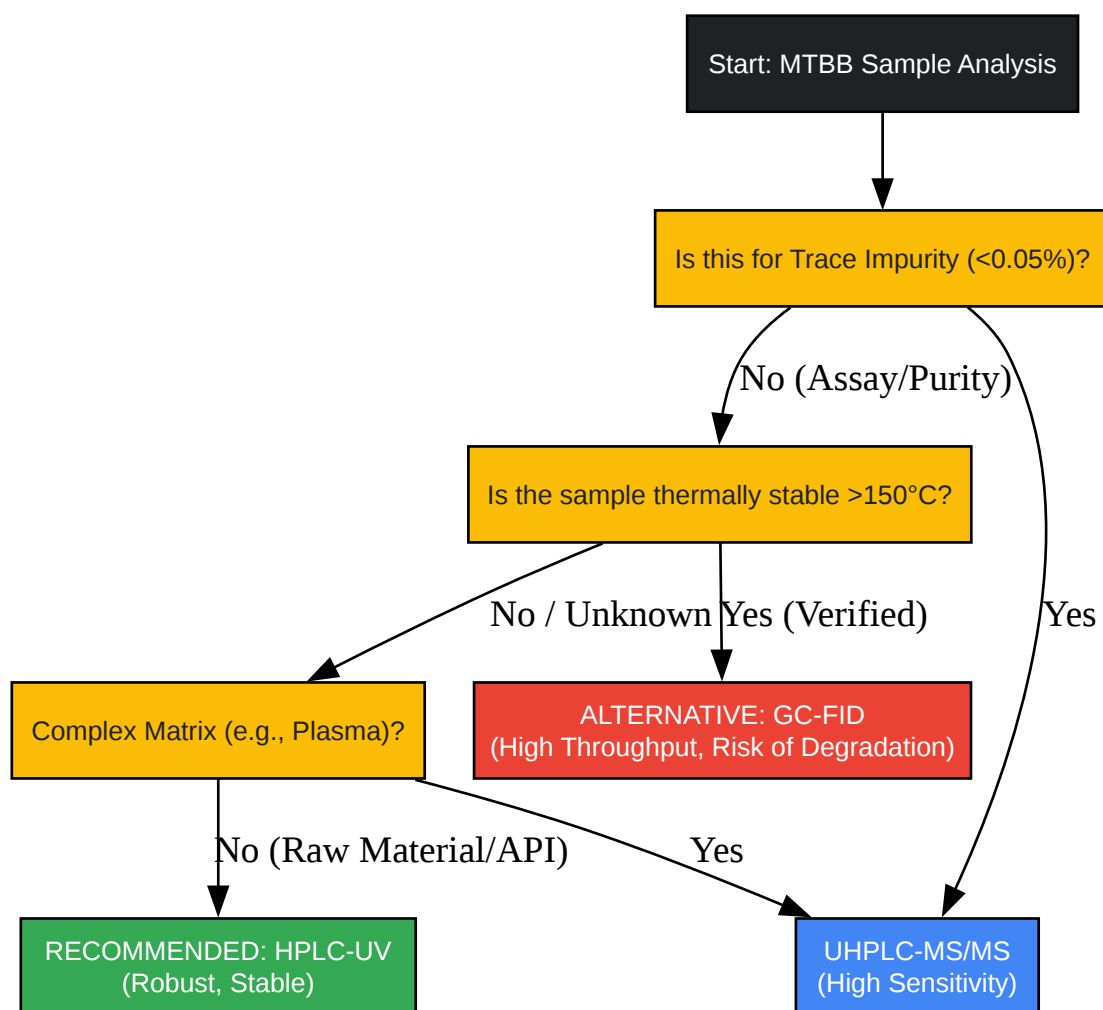 Start: MTBB Sample Analysis
Is this for Trace Impurity (<0.05%)?
No (Assay/Purity)
Is the sample thermally stable >150°C?
No / Unknown
Yes (Verified)
Yes
Complex Matrix (e.g., Plasma)?
ALTERNATIVE: GC-FID
(High Throughput, Risk of Degradation)
No (Raw Material/API)
Yes
RECOMMENDED: HPLC-UV
(Robust, Stable)
UHPLC-MS/MS
(High Sensitivity)